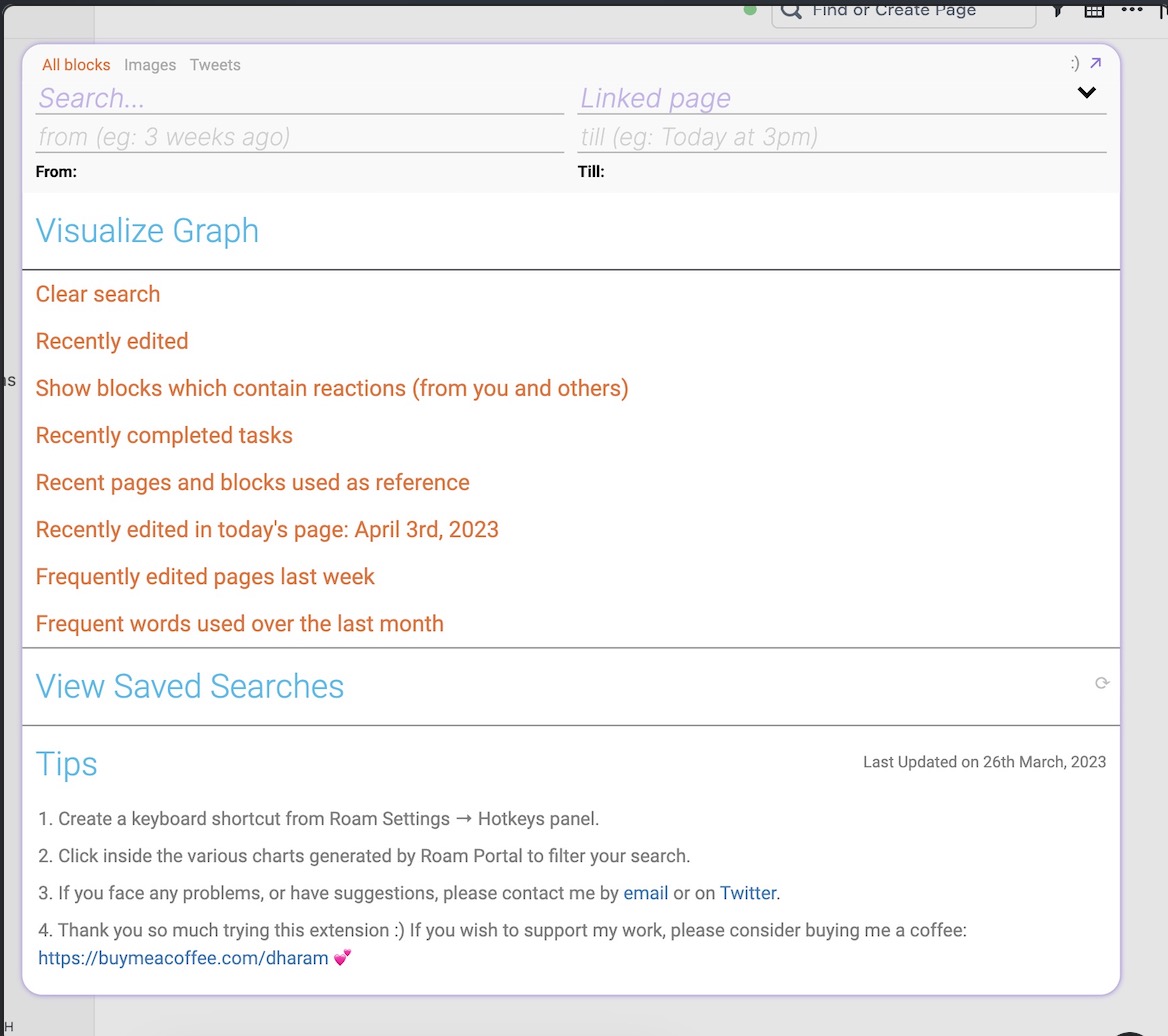 Find or Create Page
All blocks Images Tweets :)
Search... Linked page
from (eg: 3 weeks ago) till (eg: Today at 3pm)
From: Till:
Visualize Graph
Clear search
Recently edited
Show blocks which contain reactions (from you and others)
Recently completed tasks
Recent pages and blocks used as reference
Recently edited in today's page: April 3rd, 2023
Frequently edited pages last week
Frequent words used over the last month
View Saved Searches
Tips Last Updated on 26th March, 2023
1. Create a keyboard shortcut from Roam Settings → Hotkeys panel.
2. Click inside the various charts generated by Roam Portal to filter your search.
3. If you face any problems, or have suggestions, please contact me by email or on Twitter.
4. Thank you so much trying this extension :) If you wish to support my work, please consider buying me a coffee:
https://buymeacoffee.com/dharam 💕
H